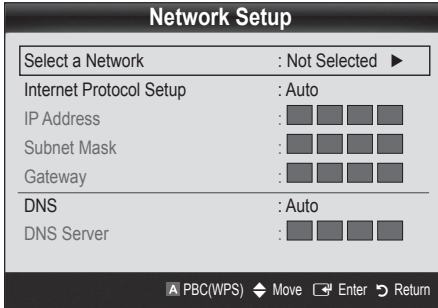 Network Setup
Select a Network : Not Selected ►
Internet Protocol Setup : Auto
IP Address :
Subnet Mask :
Gateway :
DNS : Auto
DNS Server :
A PBC(WPS) Move Enter Return